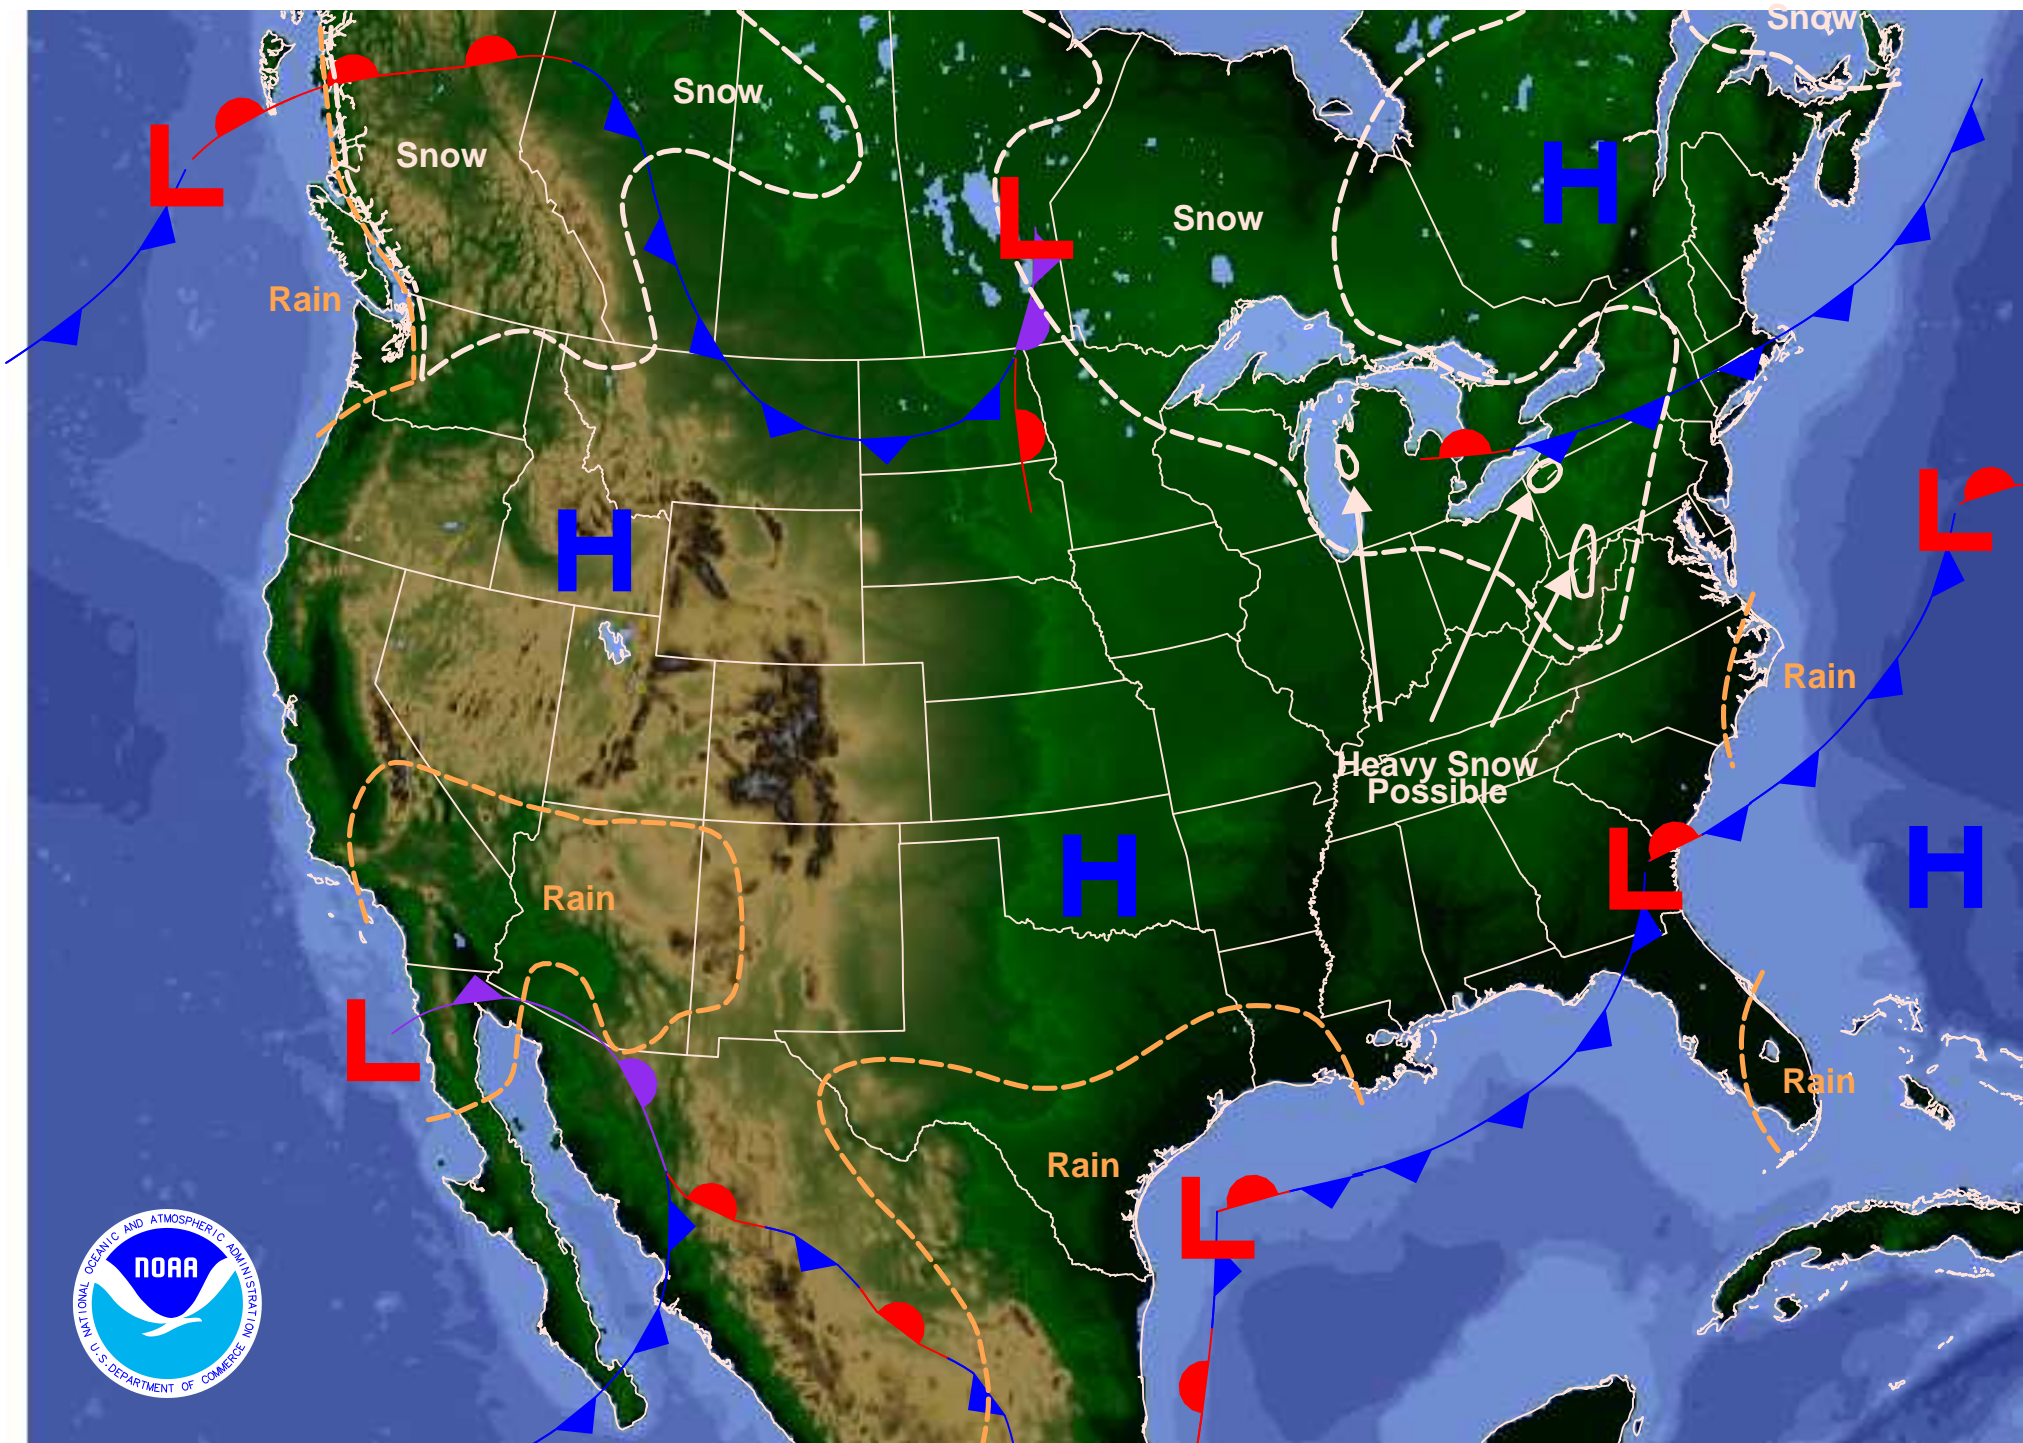 Snow
Snow
Snow
L
H
L
Snow
Rain
L
H
Rain
Heavy Snow
Possible
H
L
H
Rain
L
Rain
Rain
L
NATIONAL OCEANIC AND ATMOSPHERIC ADMINISTRATION
NOAA
U.S. DEPARTMENT OF COMMERCE